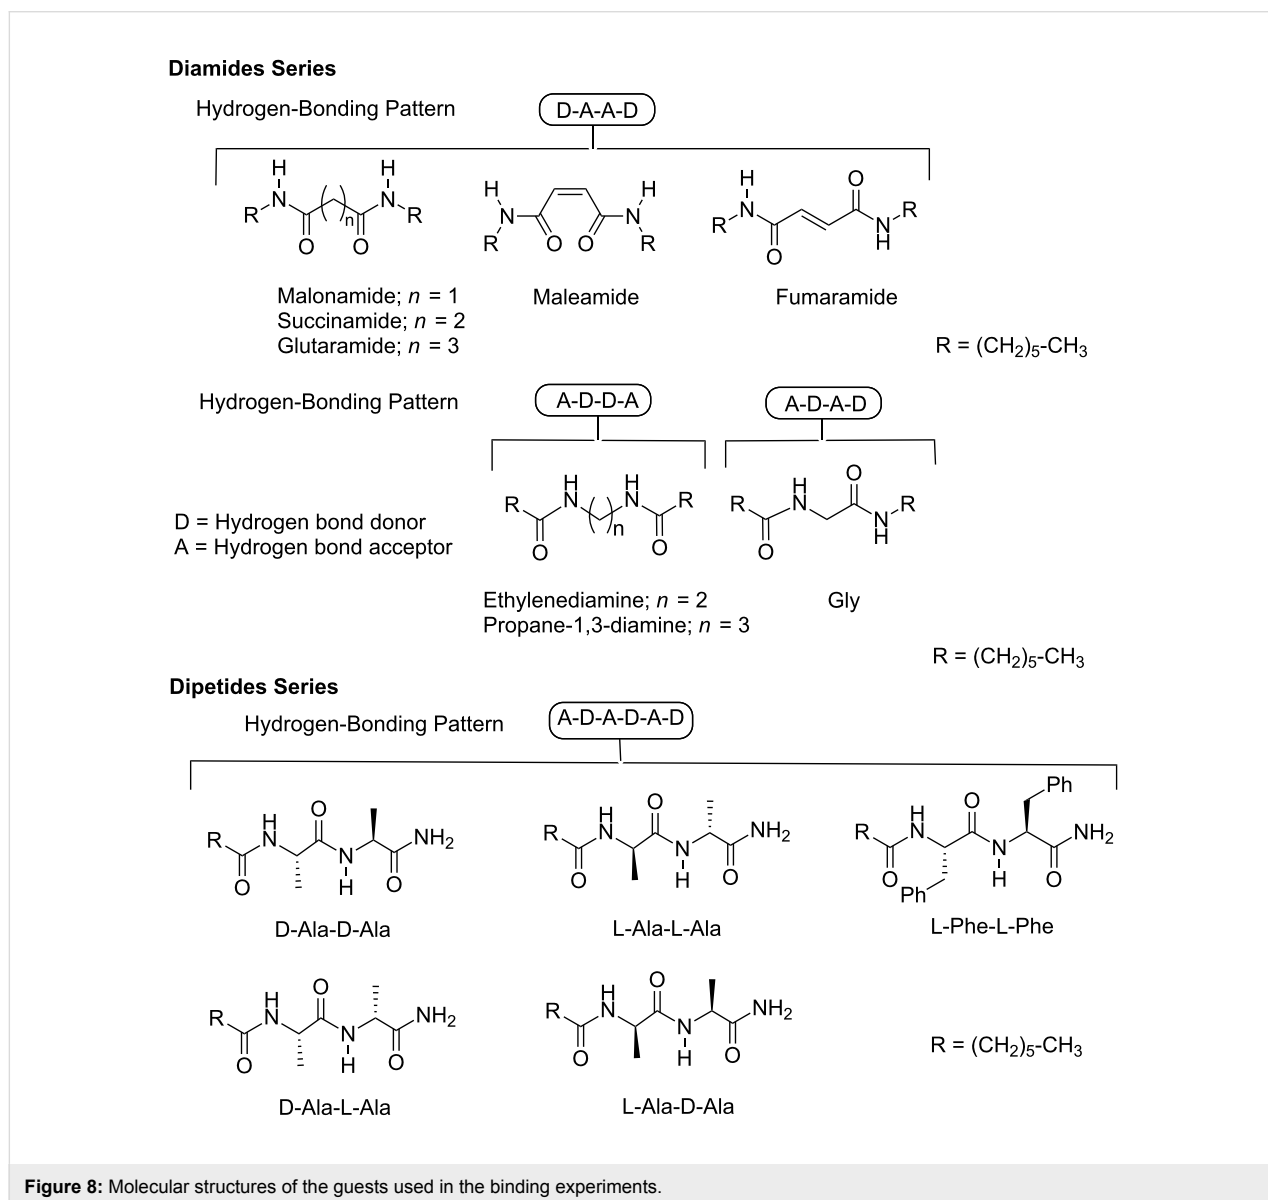 Diamides Series
Hydrogen-Bonding Pattern D-A-A-D
H H
N N
R ( )n R
O O
H H
N N
R O O R
H O
N R
R N
O H
Malonamide; n = 1 Maleamide Fumaramide
Succinamide; n = 2
Glutaramide; n = 3
R = (CH2)5-CH3
Hydrogen-Bonding Pattern A-D-D-A A-D-A-D
H H
R N ( )n N R
O O
H O
R N N R
O H
D = Hydrogen bond donor
A = Hydrogen bond acceptor
Ethylenediamine; n = 2 Gly
Propane-1,3-diamine; n = 3
R = (CH2)5-CH3
Dipetides Series
Hydrogen-Bonding Pattern A-D-A-D-A-D
H O
R N N NH2
O H O
H O
R N N NH2
O H O
H O Ph
R N N NH2
O Ph H O
D-Ala-D-Ala L-Ala-L-Ala L-Phe-L-Phe
H O
R N N NH2
O H O
H O
R N N NH2
O H O
R = (CH2)5-CH3
D-Ala-L-Ala L-Ala-D-Ala
Figure 8: Molecular structures of the guests used in the binding experiments.